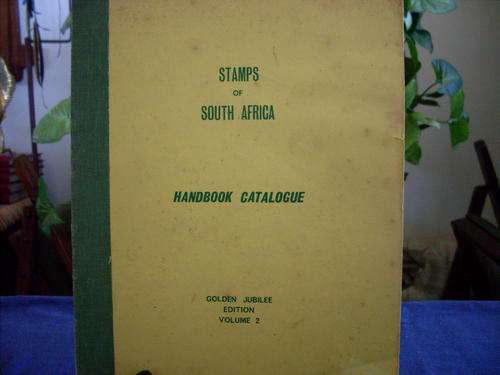 STAMPS
OF
SOUTH AFRICA
HANDBOOK CATALOGUE
GOLDEN JUBILEE
EDITION
VOLUME 2